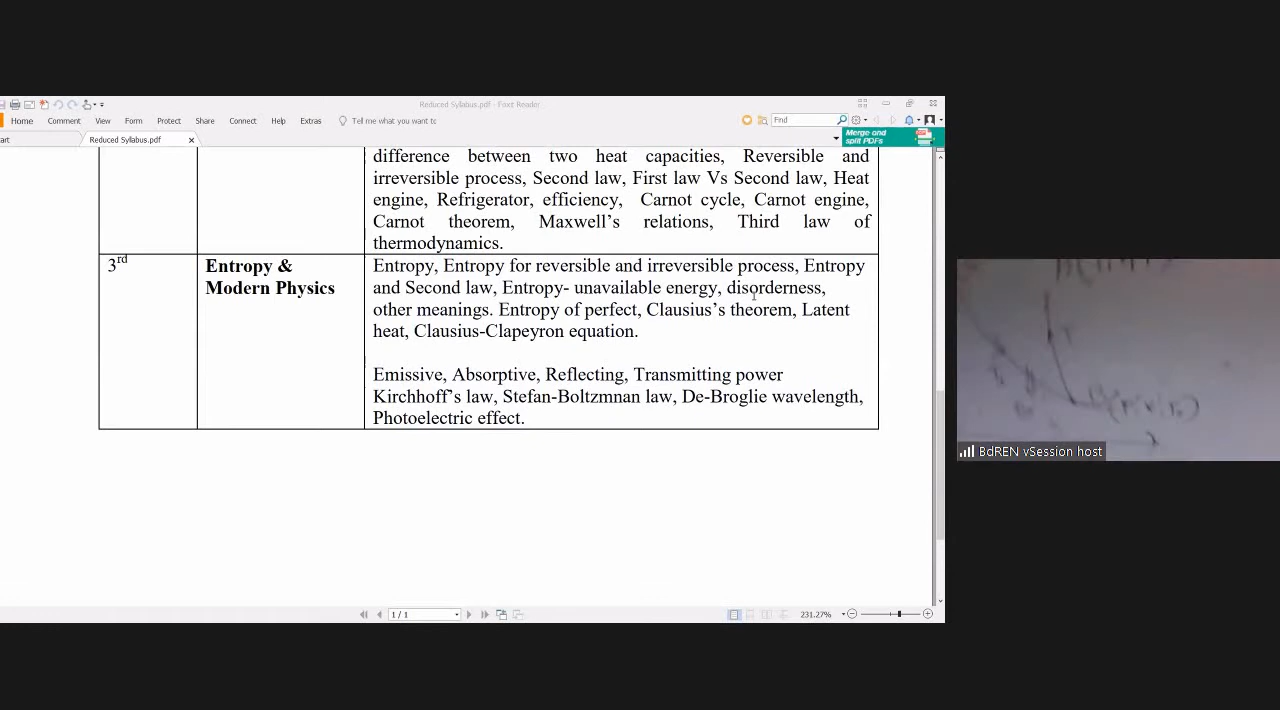 Reduced Syllabus.pdf - Foxit Reader
Home Comment View Form Protect Share Connect Help Extras Tell me what you want to Find
Merge and
split PDFs
art Reduced Syllabus.pdf
difference between two heat capacities, Reversible and
irreversible process, Second law, First law Vs Second law, Heat
engine, Refrigerator, efficiency, Carnot cycle, Carnot engine,
Carnot theorem, Maxwell’s relations, Third law of
thermodynamics.
3rd
Entropy &
Modern Physics
Entropy, Entropy for reversible and irreversible process, Entropy
and Second law, Entropy- unavailable energy, disorderness,
other meanings. Entropy of perfect, Clausius’s theorem, Latent
heat, Clausius-Clapeyron equation.
Emissive, Absorptive, Reflecting, Transmitting power
Kirchhoff’s law, Stefan-Boltzmnan law, De-Broglie wavelength,
Photoelectric effect.
BdREN vSession host
1 / 1
231.27%